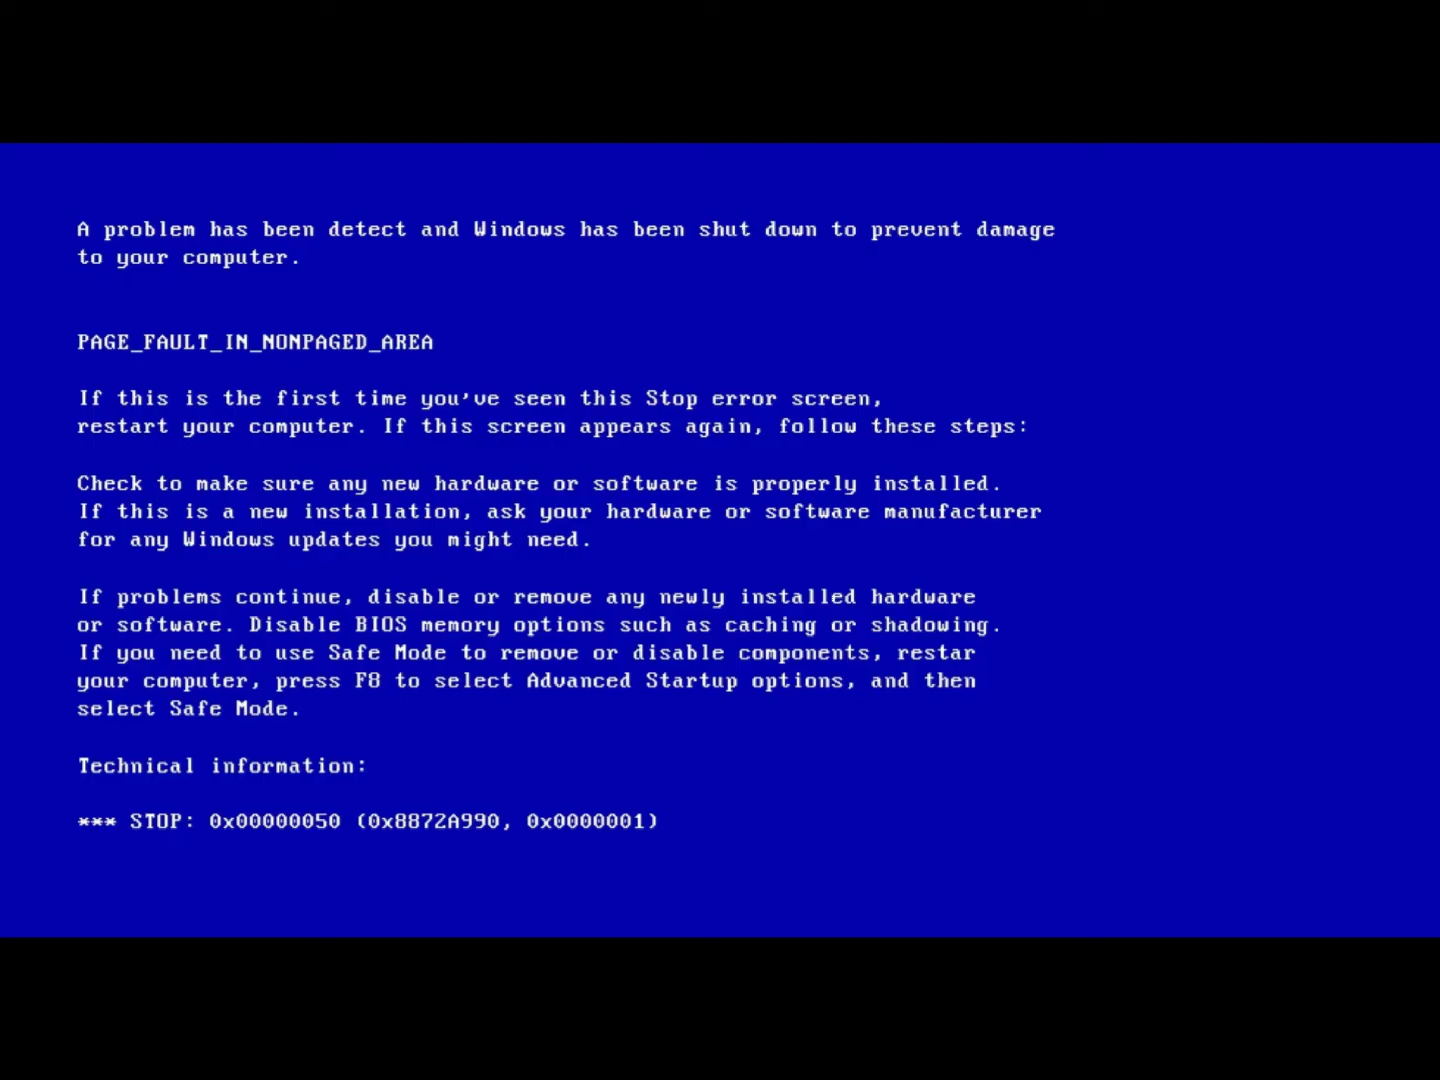 A problem has been detect and Windows has been shut down to prevent damage
to your computer.
PAGE_FAULT_IN_NONPAGED_AREA
If this is the first time you've seen this Stop error screen,
restart your computer. If this screen appears again, follow these steps:
Check to make sure any new hardware or software is properly installed.
If this is a new installation, ask your hardware or software manufacturer
for any Windows updates you might need.
If problems continue, disable or remove any newly installed hardware
or software. Disable BIOS memory options such as caching or shadowing.
If you need to use Safe Mode to remove or disable components, restar
your computer, press F8 to select Advanced Startup options, and then
select Safe Mode.
Technical information:
*** STOP: 0x00000050 (0x8872A990, 0x0000001)